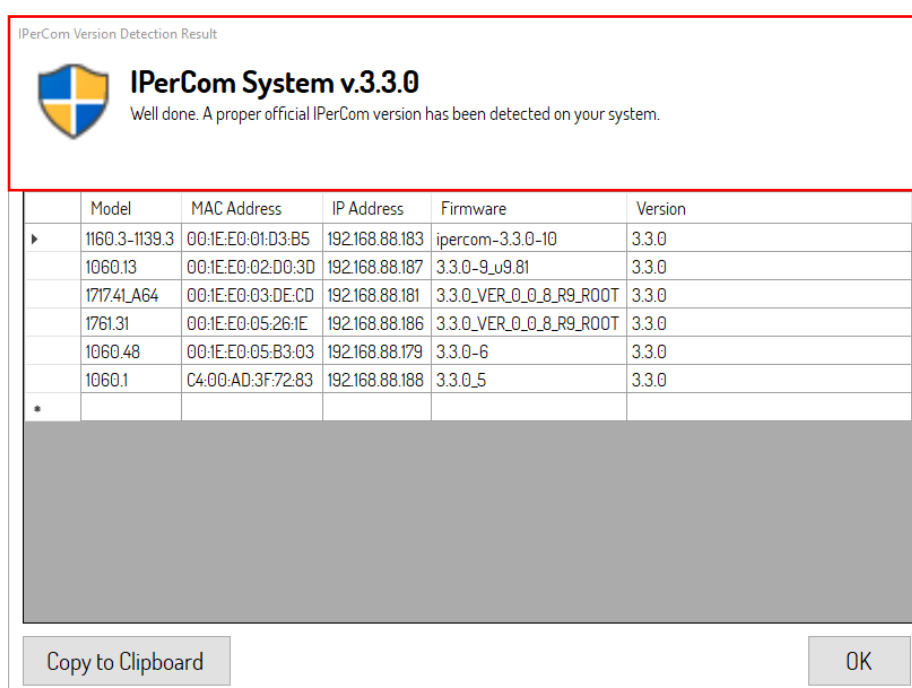 IPerCom Version Detection Result
IPerCom System v.3.3.0
Well done. A proper official IPerCom version has been detected on your system.
Model MAC Address IP Address Firmware Version
1160.3-1139.3 00:1E:E0:01:D3:B5 192.168.88.183 ipercom-3.3.0-10 3.3.0
1060.13 00:1E:E0:02:D0:3D 192.168.88.187 3.3.0-9_u9.81 3.3.0
1717.41_A64 00:1E:E0:03:DE:CD 192.168.88.181 3.3.0_VER_0_0_8_R9_ROOT 3.3.0
1761.31 00:1E:E0:05:26:1E 192.168.88.186 3.3.0_VER_0_0_8_R9_ROOT 3.3.0
1060.48 00:1E:E0:05:B3:03 192.168.88.179 3.3.0-6 3.3.0
1060.1 C4:00:AD:3F:72:83 192.168.88.188 3.3.0_5 3.3.0
Copy to Clipboard OK